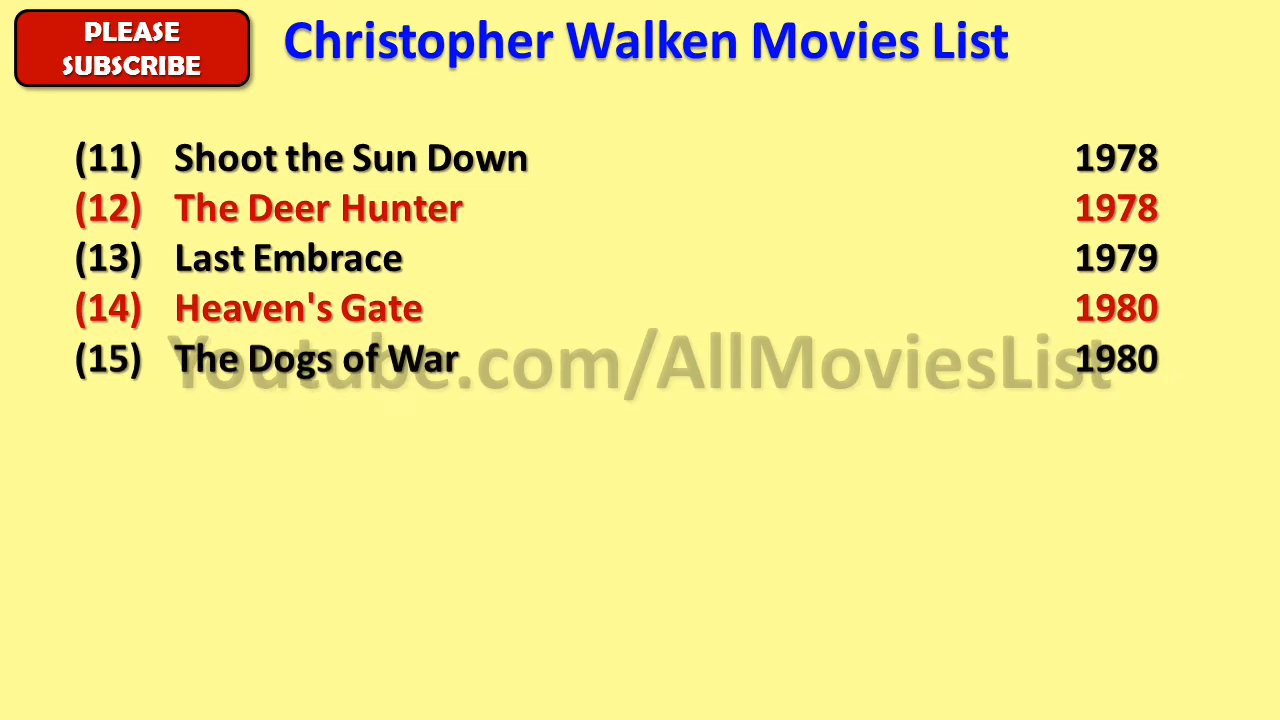 PLEASE
SUBSCRIBE
Christopher Walken Movies List
(11) Shoot the Sun Down 1978
(12) The Deer Hunter 1978
(13) Last Embrace 1979
(14) Heaven's Gate 1980
(15) The Dogs of War 1980
Youtube.com/AllMoviesList